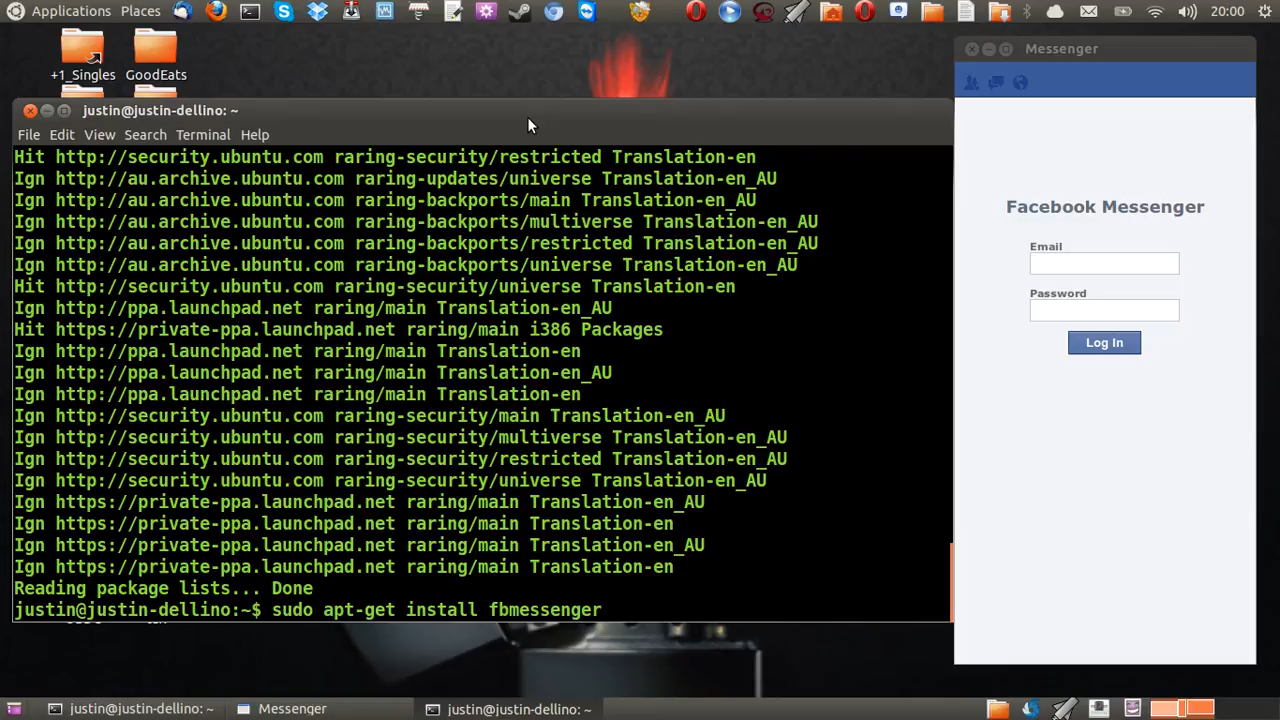 Applications Places
20:00
+1_Singles GoodEats
justin@justin-dellino: ~
File Edit View Search Terminal Help
Hit http://security.ubuntu.com raring-security/restricted Translation-en
Ign http://au.archive.ubuntu.com raring-updates/universe Translation-en_AU
Ign http://au.archive.ubuntu.com raring-backports/main Translation-en_AU
Ign http://au.archive.ubuntu.com raring-backports/multiverse Translation-en_AU
Ign http://au.archive.ubuntu.com raring-backports/restricted Translation-en_AU
Ign http://au.archive.ubuntu.com raring-backports/universe Translation-en_AU
Hit http://security.ubuntu.com raring-security/universe Translation-en
Ign http://ppa.launchpad.net raring/main Translation-en_AU
Hit https://private-ppa.launchpad.net raring/main i386 Packages
Ign http://ppa.launchpad.net raring/main Translation-en
Ign http://ppa.launchpad.net raring/main Translation-en_AU
Ign http://ppa.launchpad.net raring/main Translation-en
Ign http://security.ubuntu.com raring-security/main Translation-en_AU
Ign http://security.ubuntu.com raring-security/multiverse Translation-en_AU
Ign http://security.ubuntu.com raring-security/restricted Translation-en_AU
Ign http://security.ubuntu.com raring-security/universe Translation-en_AU
Ign https://private-ppa.launchpad.net raring/main Translation-en_AU
Ign https://private-ppa.launchpad.net raring/main Translation-en
Ign https://private-ppa.launchpad.net raring/main Translation-en_AU
Ign https://private-ppa.launchpad.net raring/main Translation-en
Reading package lists... Done
justin@justin-dellino:~$ sudo apt-get install fbmessenger
Messenger
Facebook Messenger
Email
Password
Log In
justin@justin-dellino: ~
Messenger
justin@justin-dellino: ~